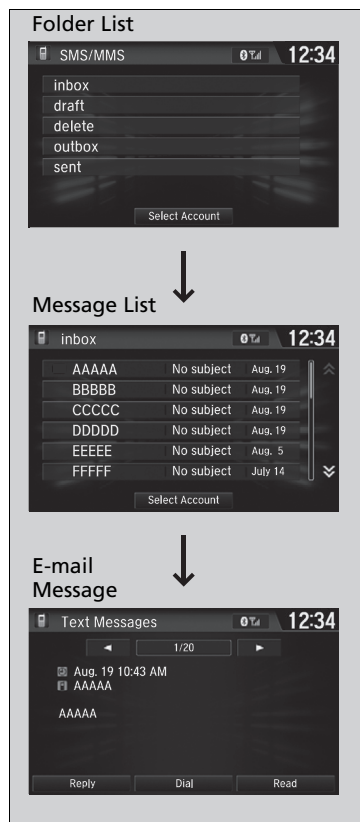 Folder List
SMS/MMS 12:34
inbox
draft
delete
outbox
sent
Select Account
Message List
inbox 12:34
AAAAA No subject Aug. 19
BBBBB No subject Aug. 19
CCCCC No subject Aug. 19
DDDDD No subject Aug. 19
EEEEE No subject Aug. 5
FFFFF No subject July 14
Select Account
E-mail
Message
Text Messages 12:34
1/20
Aug. 19 10:43 AM
AAAAA
AAAAA
Reply Dial Read